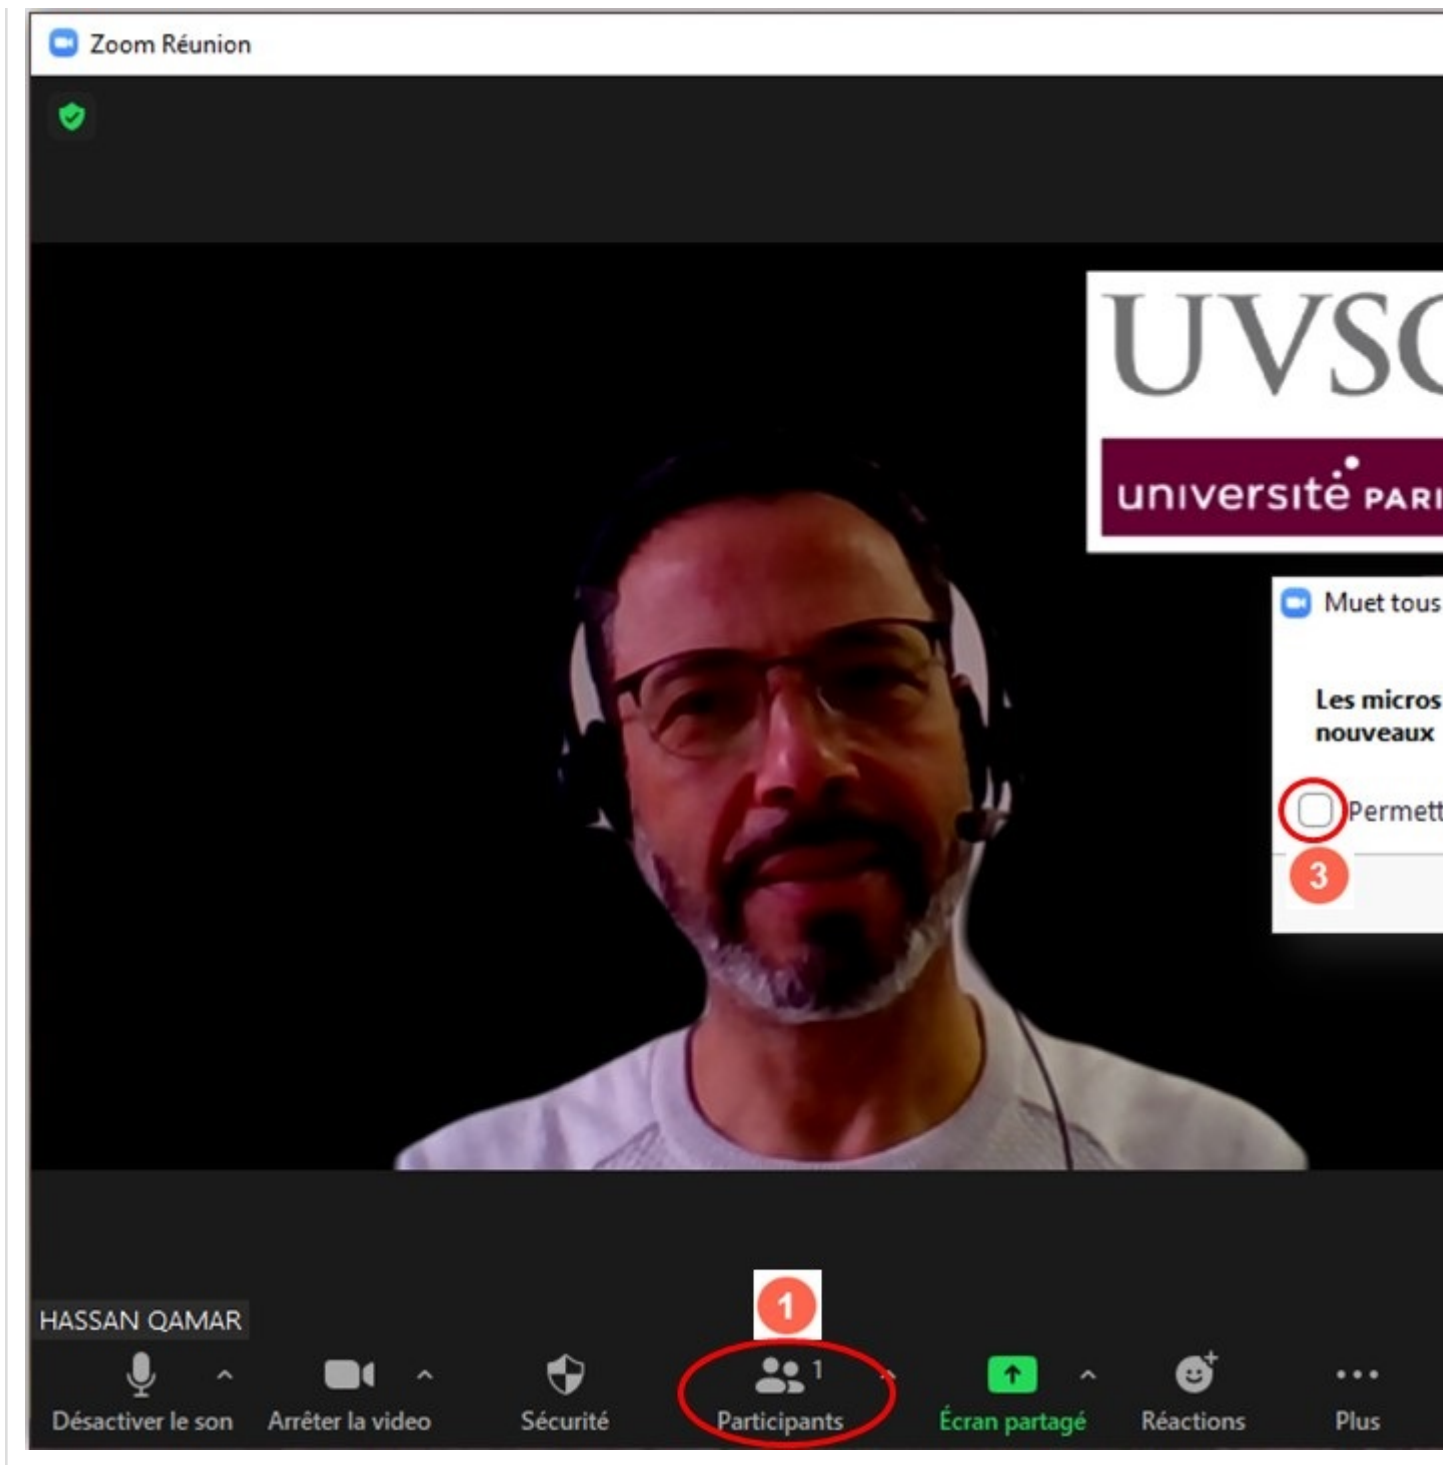 Zoom Réunion
UVSQ
université PARI
Muet tous
Les micros
nouveaux
Permett
3
1
HASSAN QAMAR
1
Désactiver le son
Arrêter la video
Sécurité
Participants
Écran partagé
Réactions
Plus